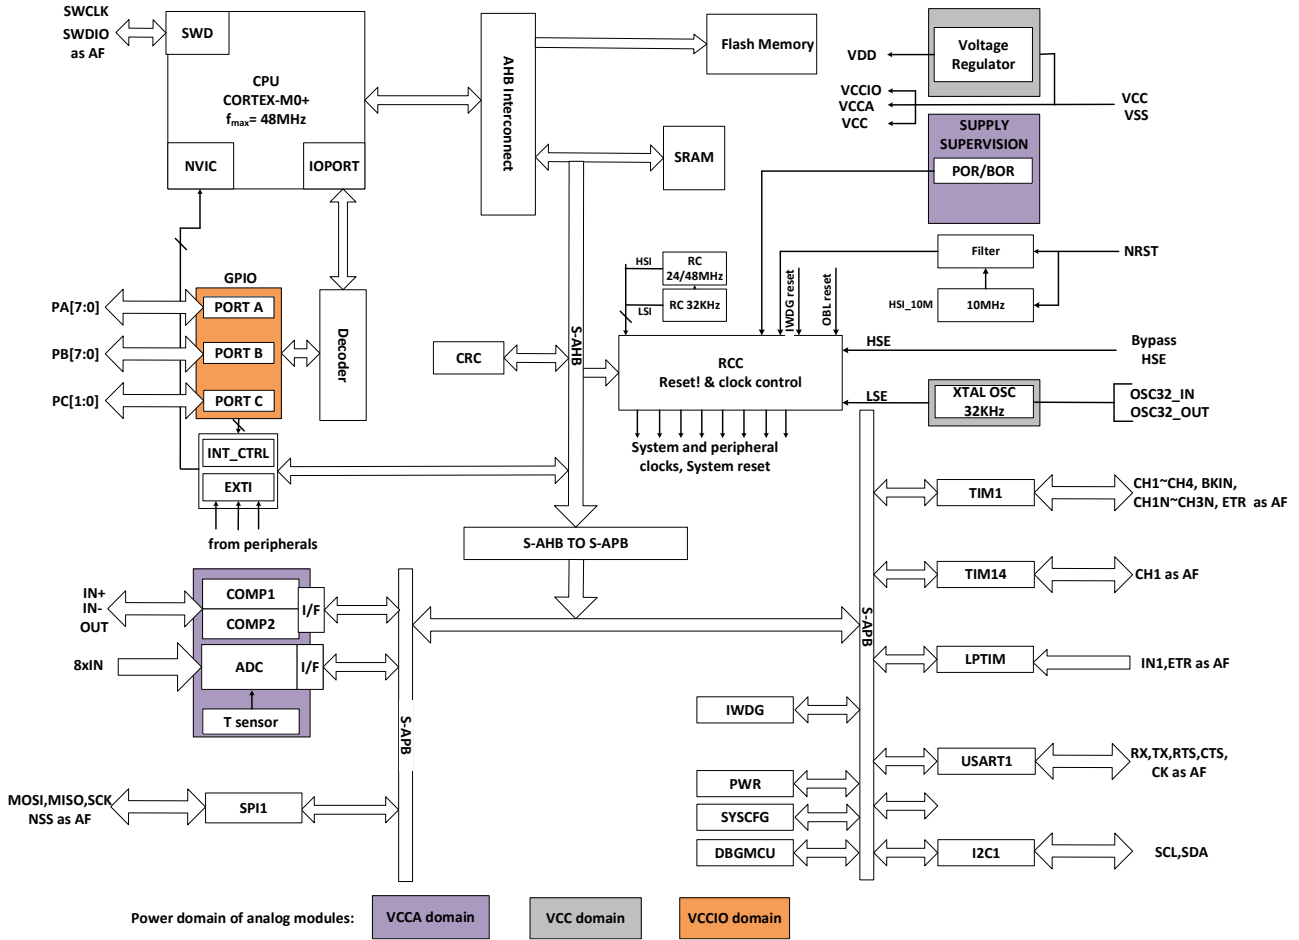 SWCLK
SWDIO
as AF
SWD
CPU
CORTEX-M0+
fmax= 48MHz
NVIC
IOPORT
AHB Interconnect
Flash Memory
SRAM
VDD
Voltage
Regulator
VCCIO
VCCA
VCC
VCC
VSS
SUPPLY
SUPERVISION
POR/BOR
Filter
NRST
HSI_10M
10MHz
HSI
RC
24/48MHz
LSI
RC 32KHz
IWDG reset
OBL reset
GPIO
PA[7:0]
PORT A
PB[7:0]
PORT B
PC[1:0]
PORT C
Decoder
CRC
S-AHB
RCC
Reset! & clock control
HSE
Bypass
HSE
LSE
XTAL OSC
32KHz
OSC32_IN
OSC32_OUT
System and peripheral
clocks, System reset
INT_CTRL
EXTI
from peripherals
S-AHB TO S-APB
TIM1
CH1~CH4, BKIN,
CH1N~CH3N, ETR as AF
TIM14
CH1 as AF
S-APB
LPTIM
IN1,ETR as AF
IN+
IN-
OUT
COMP1
COMP2
I/F
8xIN
ADC
I/F
T sensor
S-APB
IWDG
USART1
RX,TX,RTS,CTS,
CK as AF
PWR
SYSCFG
DBGMCU
I2C1
SCL,SDA
MOSI,MISO,SCK
NSS as AF
SPI1
Power domain of analog modules:
VCCA domain
VCC domain
VCCIO domain